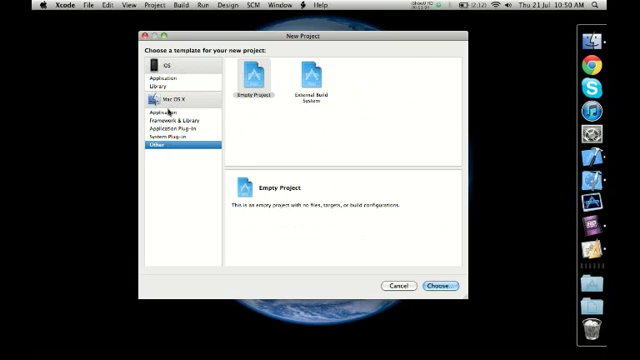 Xcode File Edit View Project Build Run Design SCM Window Help (2:12) Thu 21 Jul 10:50 AM
New Project
Choose a template for your new project:
iOS
Application
Library
Mac OS X
Application
Framework & Library
Application Plug-in
System Plug-in
Other
Empty Project
External Build
System
Empty Project
This is an empty project with no files, targets, or build configurations.
Cancel
Choose...